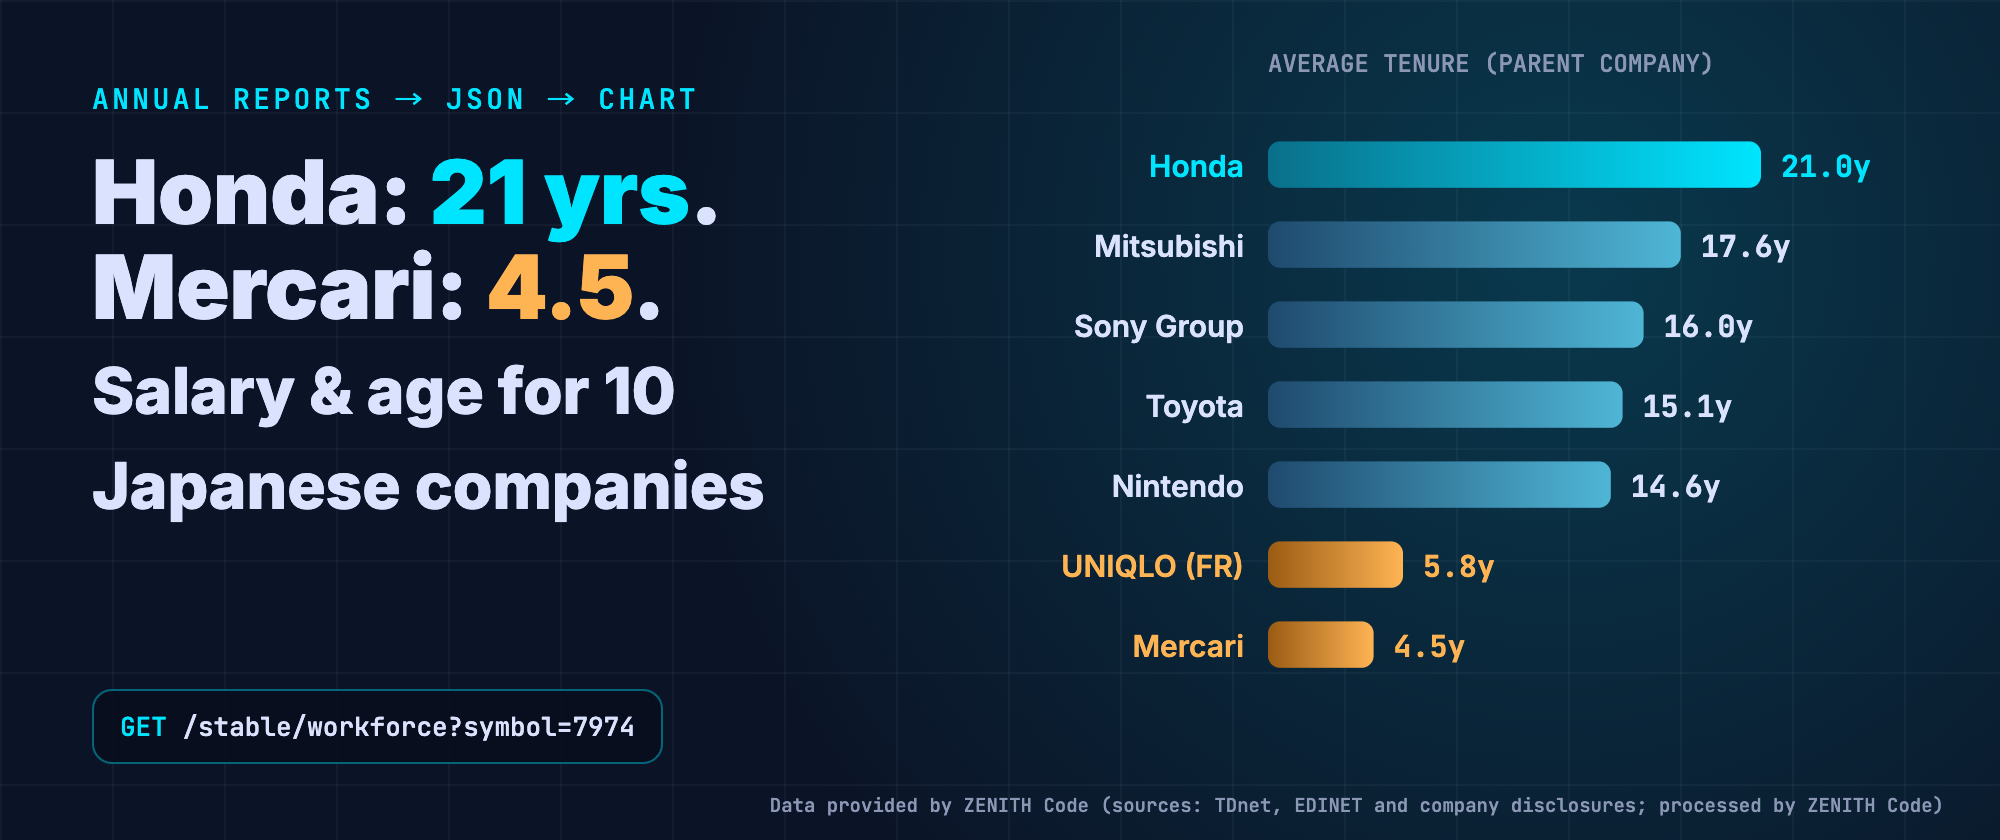 ANNUAL REPORTS → JSON → CHART
Honda: 21 yrs.
Mercari: 4.5.
Salary & age for 10
Japanese companies
GET /stable/workforce?symbol=7974
AVERAGE TENURE (PARENT COMPANY)
Honda 21.0y
Mitsubishi 17.6y
Sony Group 16.0y
Toyota 15.1y
Nintendo 14.6y
UNIQLO (FR) 5.8y
Mercari 4.5y
Data provided by ZENITH Code (sources: TDnet, EDINET and company disclosures; processed by ZENITH Code)